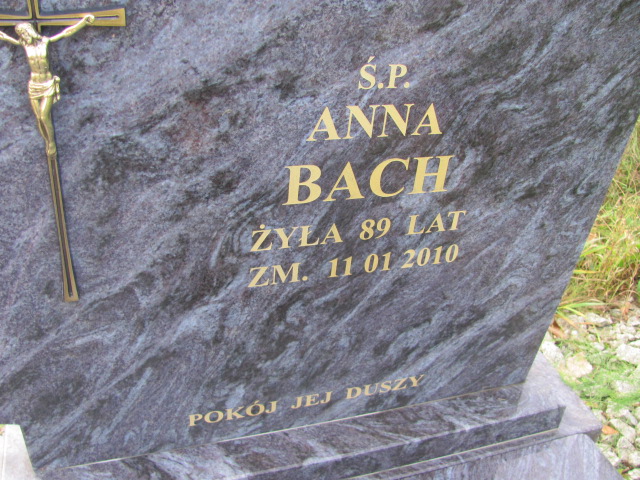 Ś.P.
ANNA
BACH
ŻYŁA 89 LAT
ZM. 11 01 2010
POKÓJ JEJ DUSZY